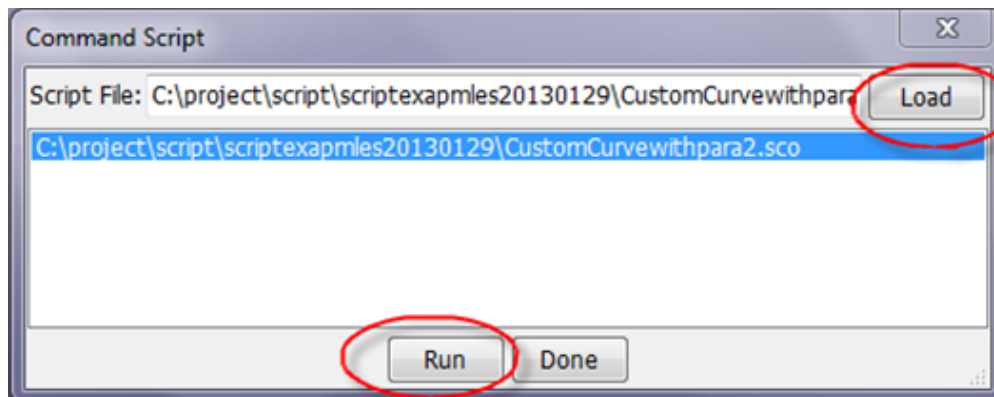 Command Script
Script File: C:\project\script\scriptexapmles20130129\CustomCurvewithpara Load
C:\project\script\scriptexapmles20130129\CustomCurvewithpara2.sco
Run Done